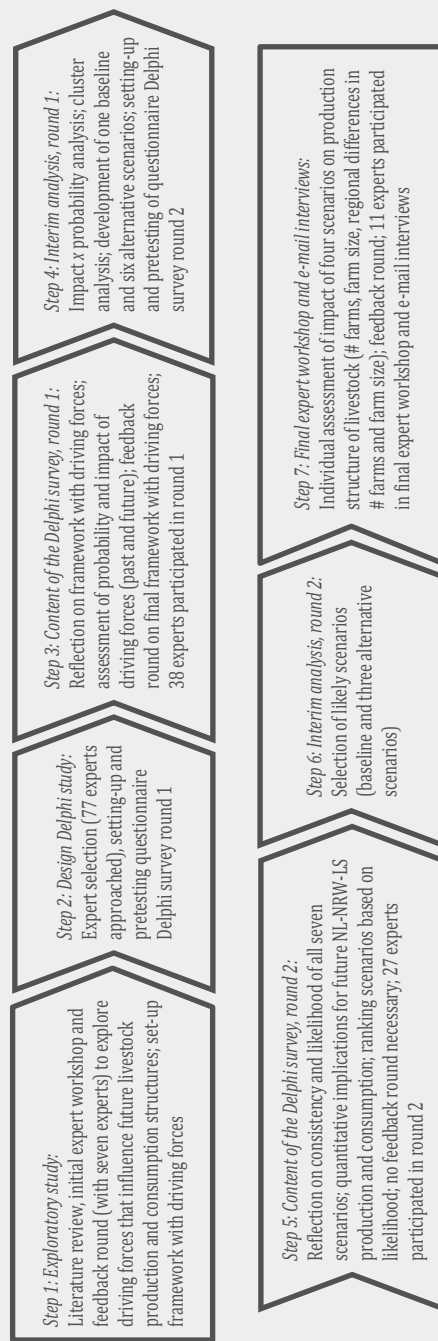 Step 1: Exploratory study:
Literature review, initial expert workshop and
feedback round (with seven experts) to explore
driving forces that influence future livestock
production and consumption structures; set-up
framework with driving forces
Step 2: Design Delphi study:
Expert selection (77 experts
approached), setting-up and
pretesting questionnaire
Delphi survey round 1
Step 3: Content of the Delphi survey, round 1:
Reflection on framework with driving forces;
assessment of probability and impact of
driving forces (past and future); feedback
round on final framework with driving forces;
38 experts participated in round 1
Step 4: Interim analysis, round 1:
Impact x probability analysis; cluster
analysis; development of one baseline
and six alternative scenarios; setting-up
and pretesting of questionnaire Delphi
survey round 2
Step 5: Content of the Delphi survey, round 2:
Reflection on consistency and likelihood of all seven
scenarios; quantitative implications for future NL-NRW-LS
production and consumption; ranking scenarios based on
likelihood; no feedback round necessary; 27 experts
participated in round 2
Step 6: Interim analysis, round 2:
Selection of likely scenarios
(baseline and three alternative
scenarios)
Step 7: Final expert workshop and e-mail interviews:
Individual assessment of impact of four scenarios on production
structure of livestock (# farms, farm size, regional differences in
# farms and farm size); feedback round; 11 experts participated
in final expert workshop and e-mail interviews